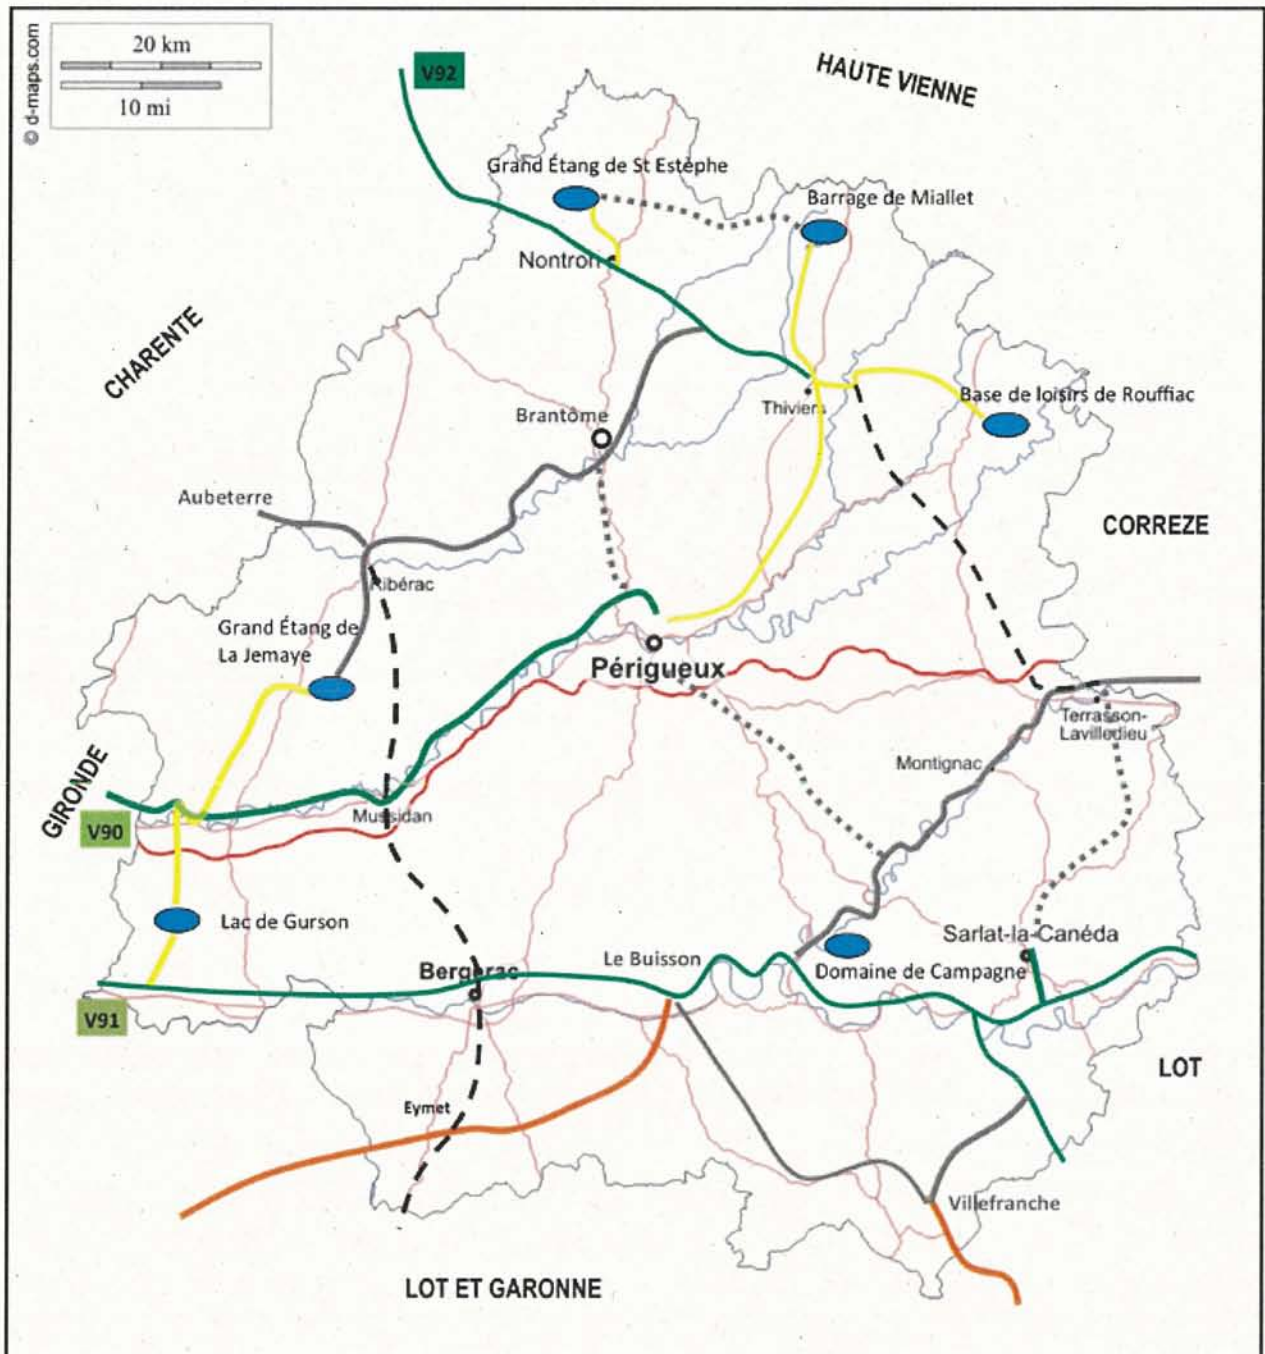 © d-maps.com
20 km
10 mi
V92
HAUTE VIENNE
Grand Étang de St Estèphe
Barrage de Miallet
Nontron
CHARENTE
Thiviers
Base de loisirs de Rouffiac
Brantôme
Aubeterre
CORREZE
Ribérac
Grand Étang de
La Jemaye
Périgueux
Terrasson-
Lavilledieu
Montignac
GIRONDE
Mussidan
V90
Lac de Gurson
Sarlat-la-Canéda
Le Buisson
Bergerac
Domaine de Campagne
V91
LOT
Eymet
Villefranche
LOT ET GARONNE